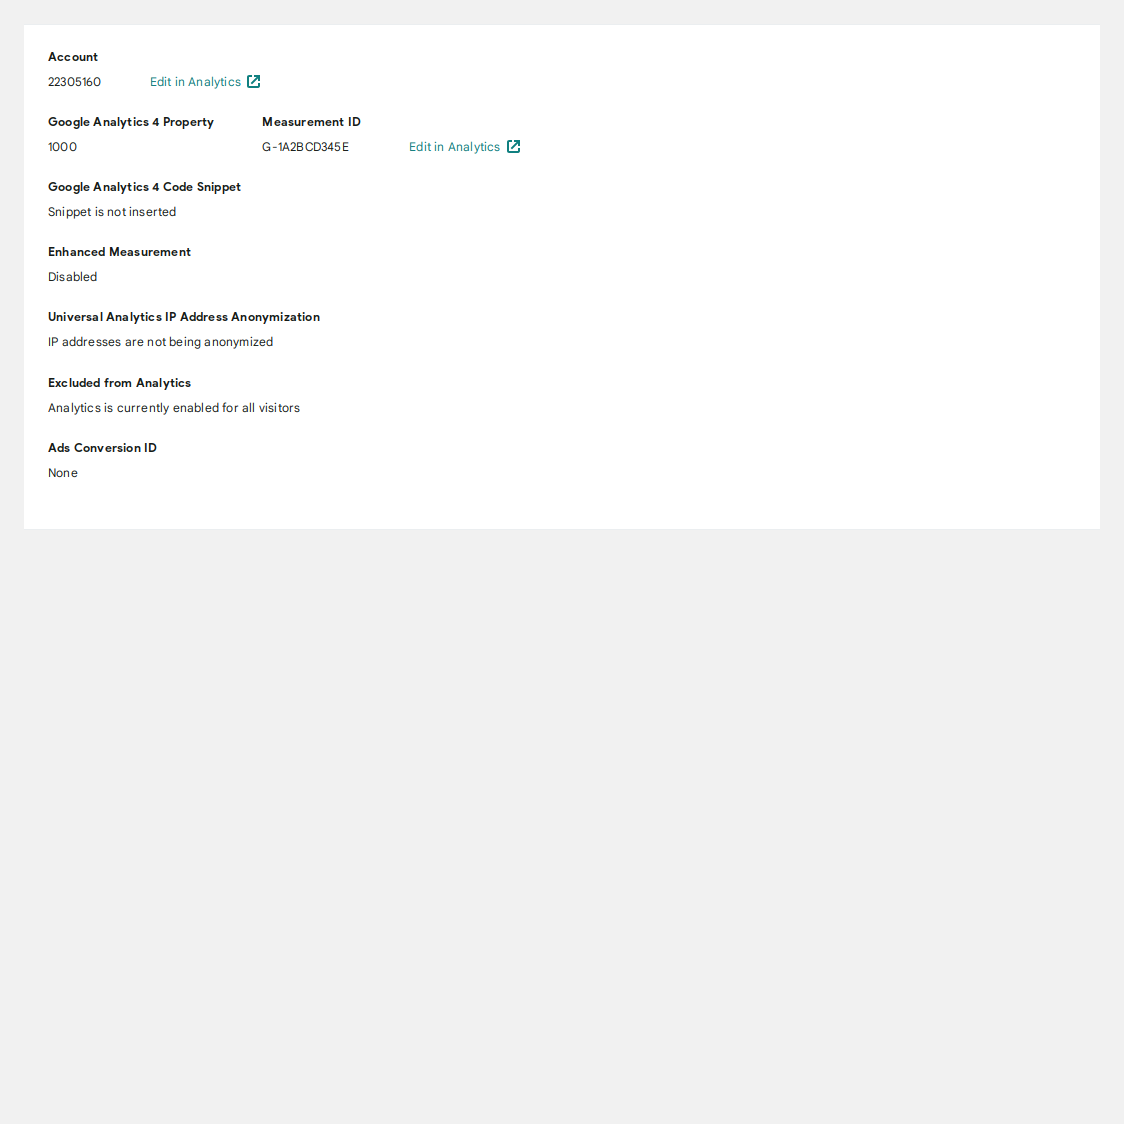 Account
22305160 Edit in Analytics
Google Analytics 4 Property Measurement ID
1000 G-1A2BCD345E Edit in Analytics
Google Analytics 4 Code Snippet
Snippet is not inserted
Enhanced Measurement
Disabled
Universal Analytics IP Address Anonymization
IP addresses are not being anonymized
Excluded from Analytics
Analytics is currently enabled for all visitors
Ads Conversion ID
None